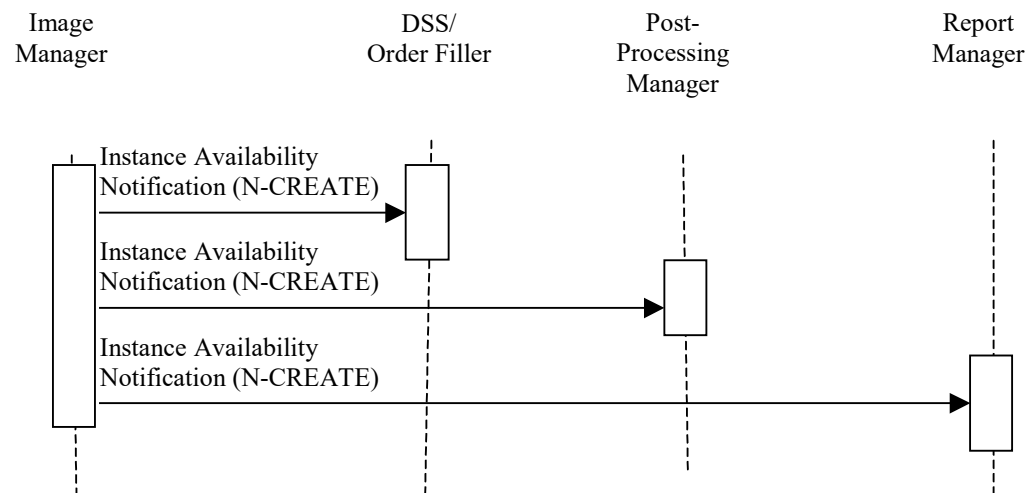 Image
Manager
DSS/
Order Filler
Post-
Processing
Manager
Report
Manager
Instance Availability
Notification (N-CREATE)
Instance Availability
Notification (N-CREATE)
Instance Availability
Notification (N-CREATE)